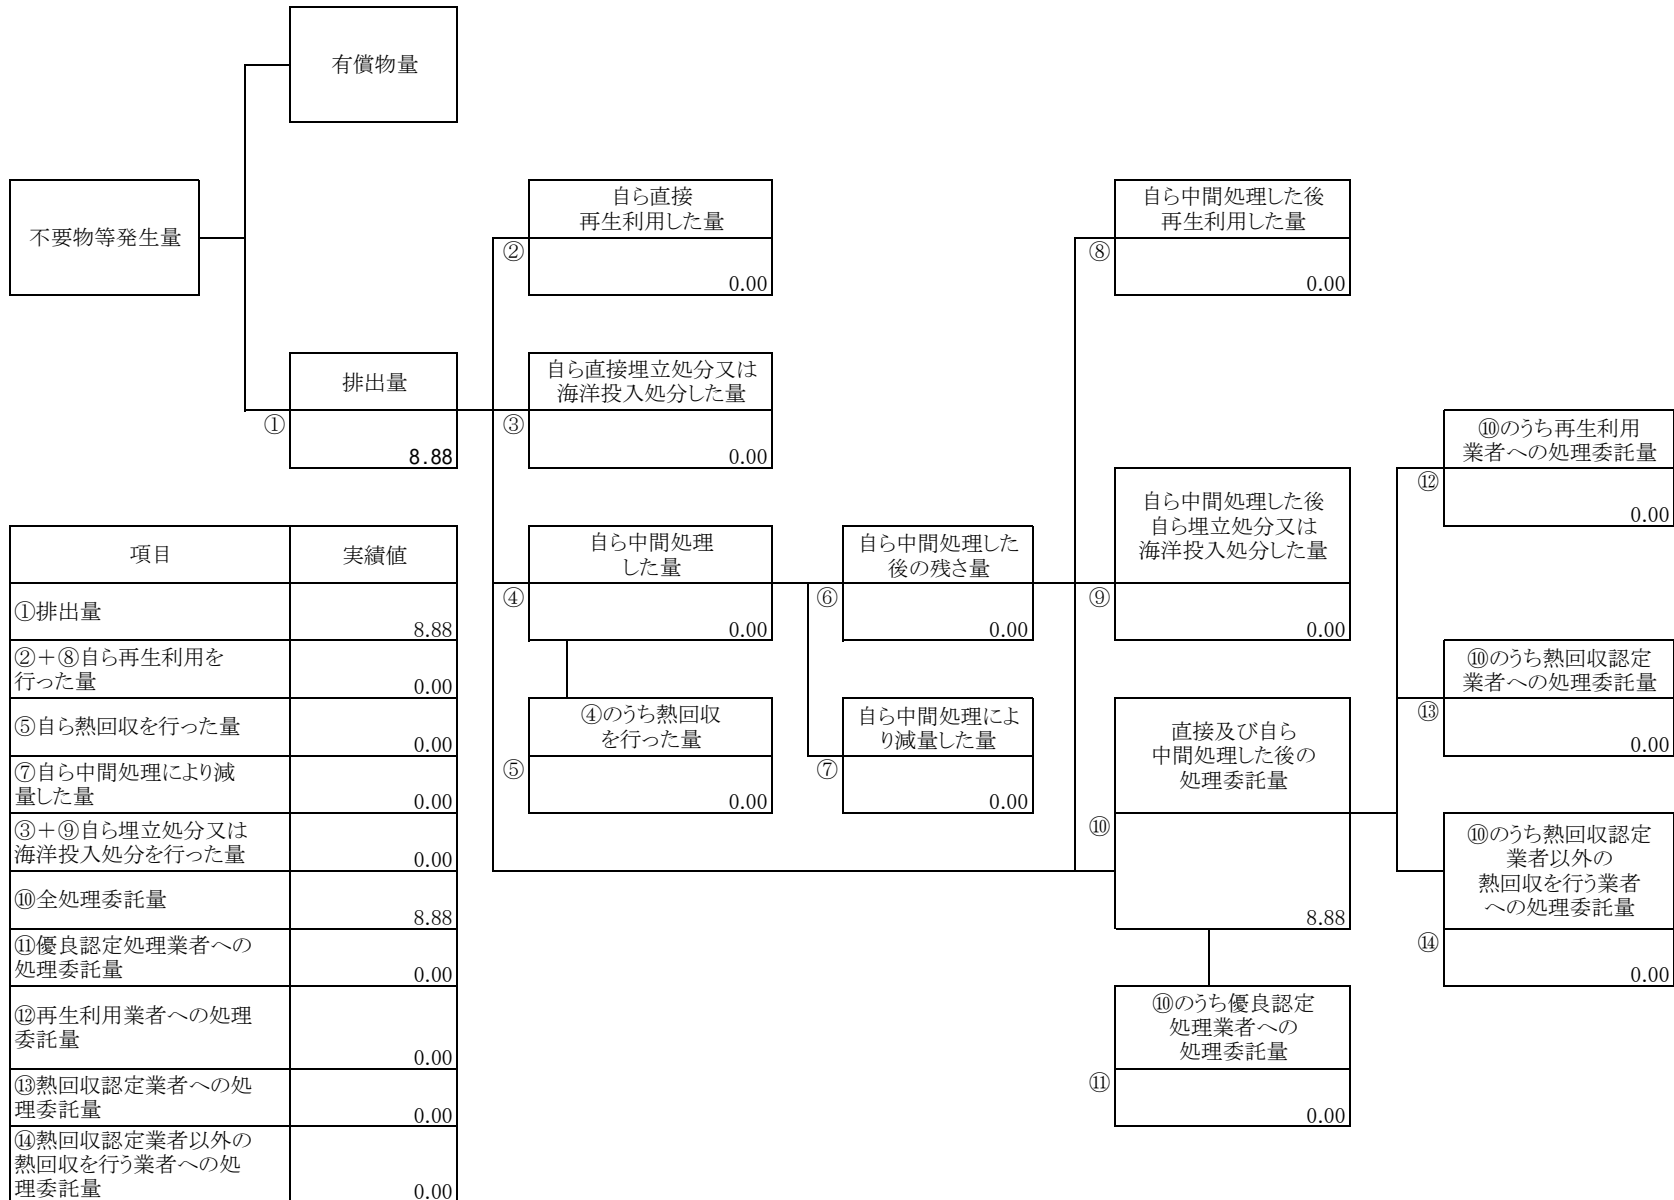 有償物量
不要物等発生量
排出量
①
8.88
自ら直接
再生利用した量
②
0.00
自ら直接埋立処分又は
海洋投入処分した量
③
0.00
自ら中間処理
した量
④
0.00
④のうち熱回収
を行った量
⑤
0.00
自ら中間処理した
後の残さ量
⑥
0.00
自ら中間処理によ
り減量した量
⑦
0.00
自ら中間処理した後
再生利用した量
⑧
0.00
自ら中間処理した後
自ら埋立処分又は
海洋投入処分した量
⑨
0.00
直接及び自ら
中間処理した後の
処理委託量
⑩
8.88
⑩のうち優良認定
処理業者への
処理委託量
⑪
0.00
⑩のうち再生利用
業者への処理委託量
⑫
0.00
⑩のうち熱回収認定
業者への処理委託量
⑬
0.00
⑩のうち熱回収認定
業者以外の
熱回収を行う業者
への処理委託量
⑭
0.00
項目 実績値
①排出量
8.88
②+⑧自ら再生利用を
行った量 0.00
⑤自ら熱回収を行った量
0.00
⑦自ら中間処理により減
量した量 0.00
③+⑨自ら埋立処分又は
海洋投入処分を行った量 0.00
⑩全処理委託量
8.88
⑪優良認定処理業者への
処理委託量 0.00
⑫再生利用業者への処理
委託量
0.00
⑬熱回収認定業者への処
理委託量 0.00
⑭熱回収認定業者以外の
熱回収を行う業者への処
理委託量 0.00